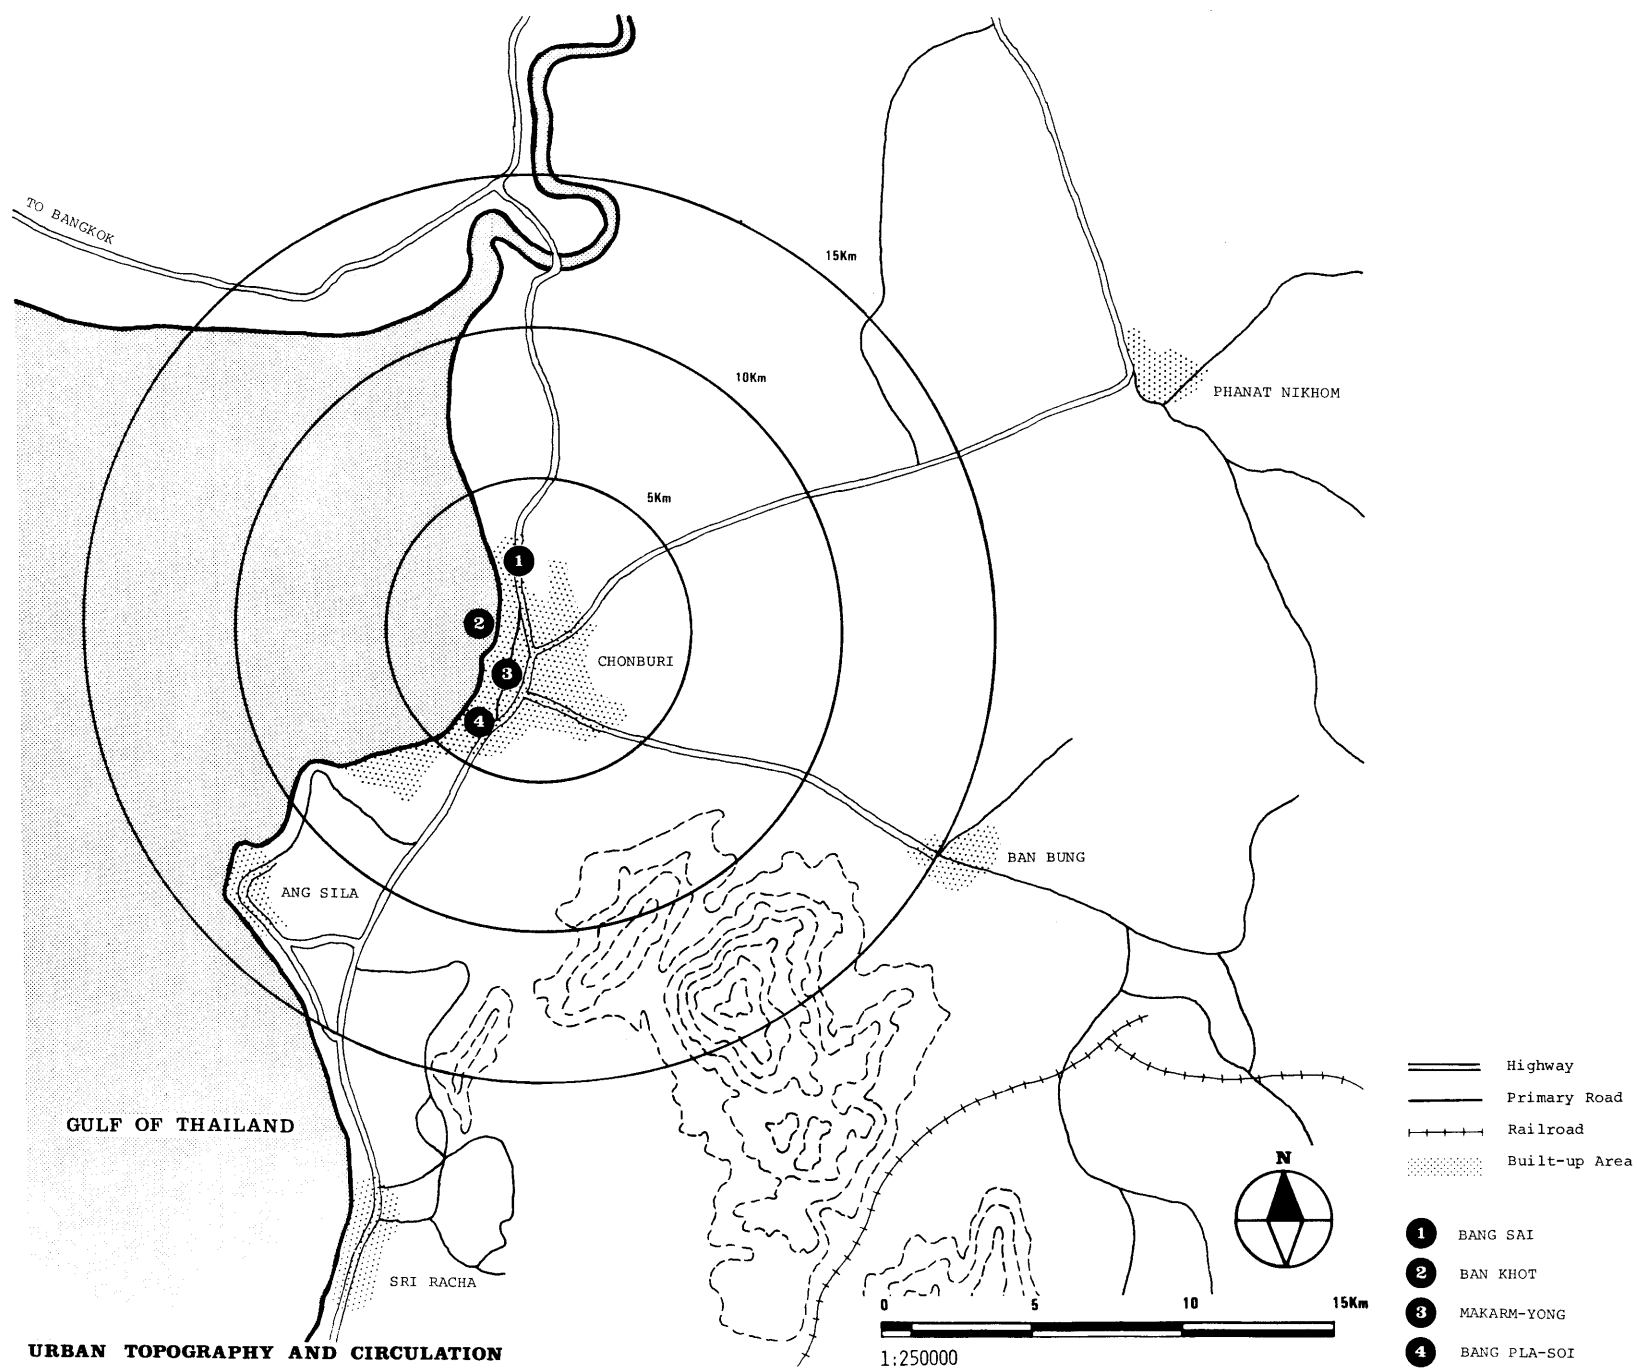 TO BANGKOK
15Km
10Km
PHANAT NIKHOM
5Km
1
2
CHONBURI
3
4
BAN BUNG
ANG SILA
GULF OF THAILAND
SRI RACHA
Highway
Primary Road
Railroad
Built-up Area
N
1 BANG SAI
2 BAN KHOT
3 MAKARM-YONG
4 BANG PLA-SOI
0 5 10 15Km
1:250000
URBAN TOPOGRAPHY AND CIRCULATION